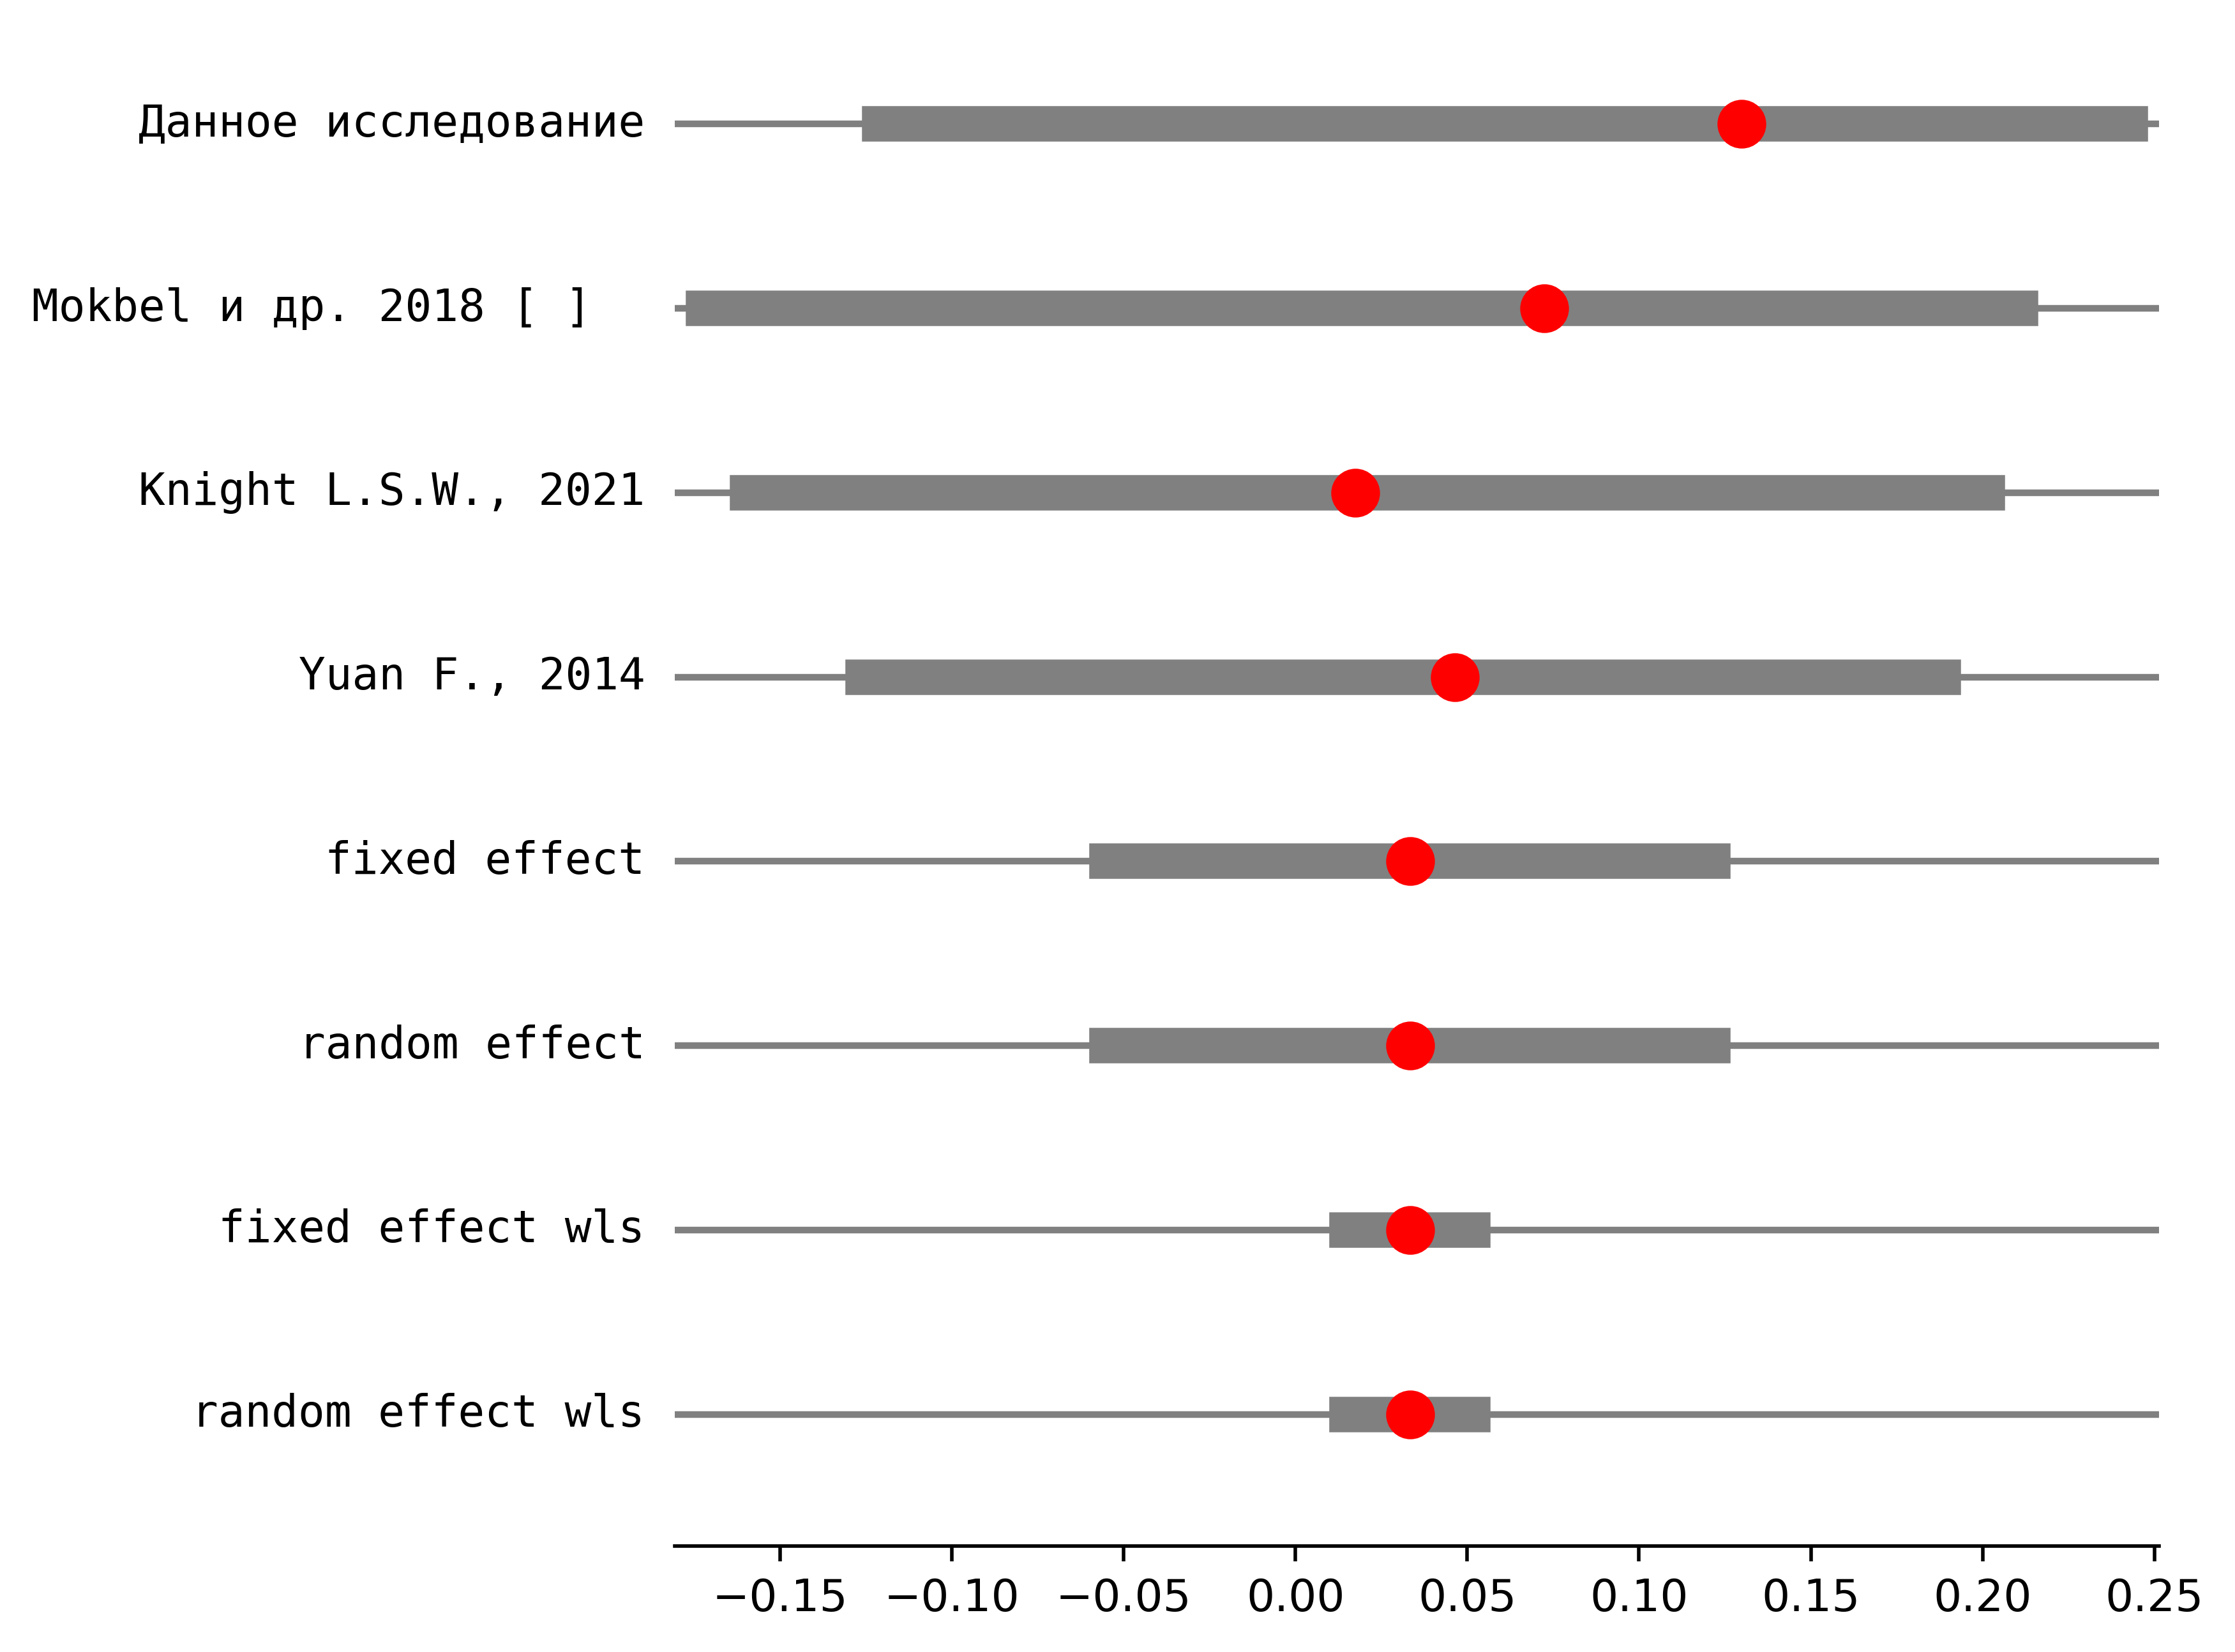 Данное исследование
Mokbel и др. 2018 [ ]
Knight L.S.W., 2021
Yuan F., 2014
fixed effect
random effect
fixed effect wls
random effect wls
−0.15 −0.10 −0.05 0.00 0.05 0.10 0.15 0.20 0.25